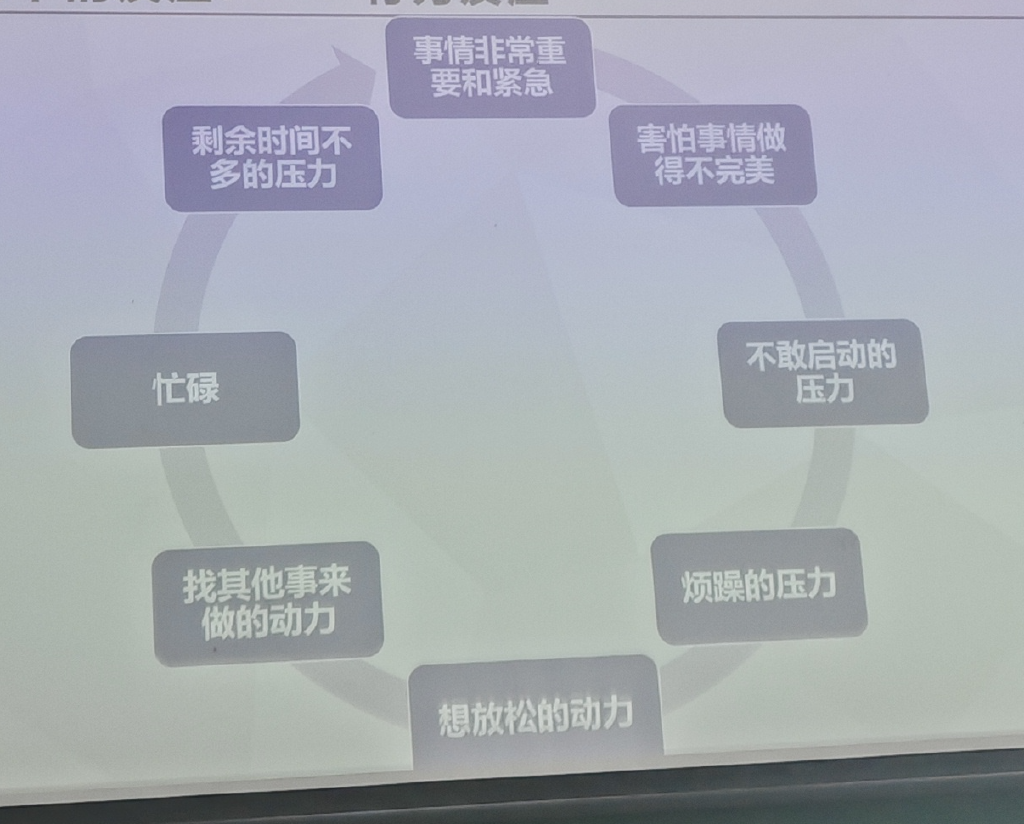 事情非常重
要和紧急
害怕事情做
得不完美
不敢启动的
压力
烦躁的压力
想放松的动力
找其他事来
做的动力
忙碌
剩余时间不
多的压力